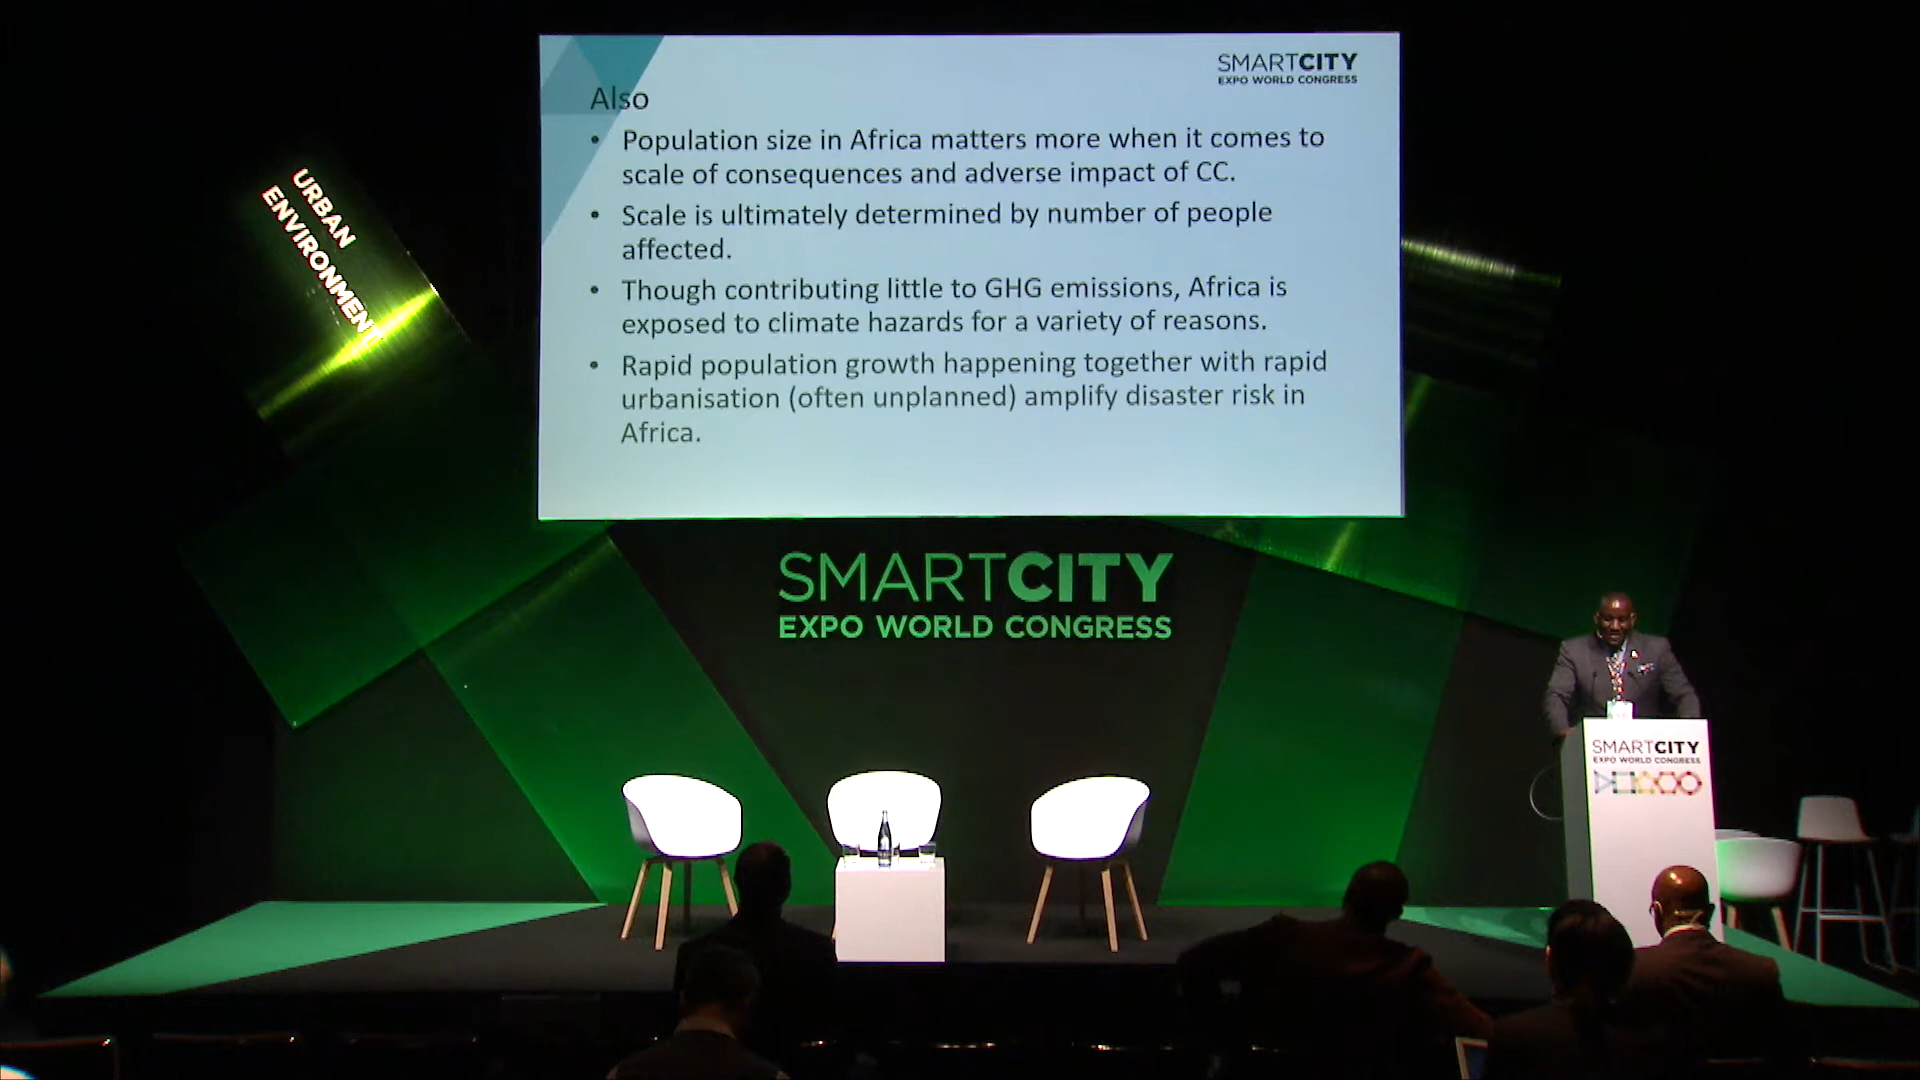 SMARTCITY
EXPO WORLD CONGRESS
Also
• Population size in Africa matters more when it comes to
scale of consequences and adverse impact of CC.
• Scale is ultimately determined by number of people
affected.
• Though contributing little to GHG emissions, Africa is
exposed to climate hazards for a variety of reasons.
• Rapid population growth happening together with rapid
urbanisation (often unplanned) amplify disaster risk in
Africa.
URBAN
ENVIRONMENT
SMARTCITY
EXPO WORLD CONGRESS
SMARTCITY
EXPO WORLD CONGRESS